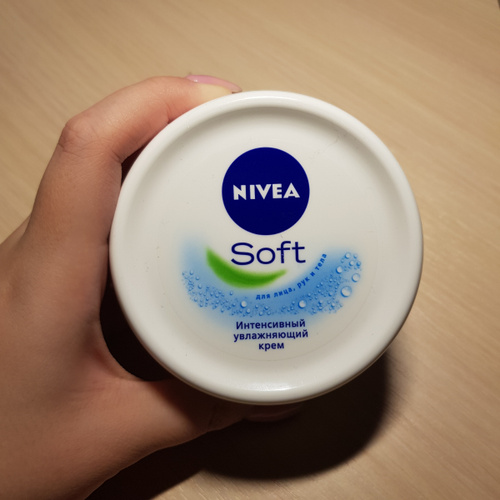 NIVEA
Soft
для лица, рук и тела
Интенсивный
увлажняющий
крем